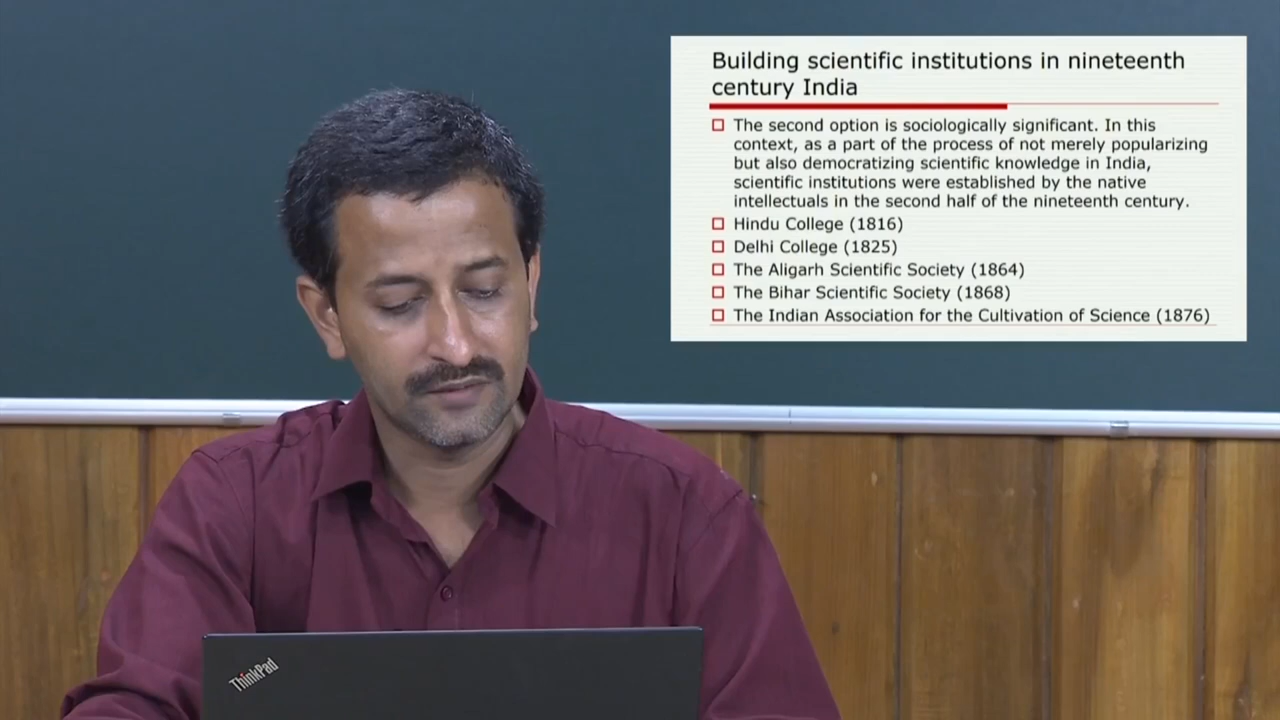 Building scientific institutions in nineteenth
century India
The second option is sociologically significant. In this
context, as a part of the process of not merely popularizing
but also democratizing scientific knowledge in India,
scientific institutions were established by the native
intellectuals in the second half of the nineteenth century.
Hindu College (1816)
Delhi College (1825)
The Aligarh Scientific Society (1864)
The Bihar Scientific Society (1868)
The Indian Association for the Cultivation of Science (1876)
ThinkPad